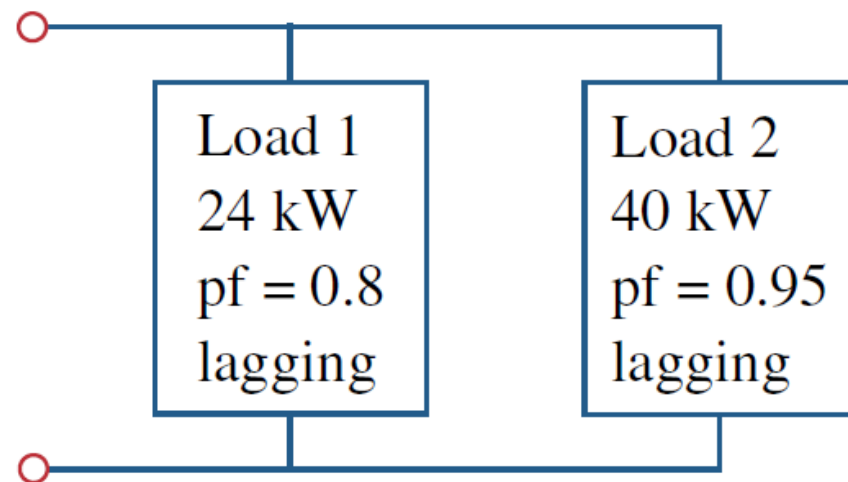 Load 1
24 kW
pf = 0.8
lagging
Load 2
40 kW
pf = 0.95
lagging